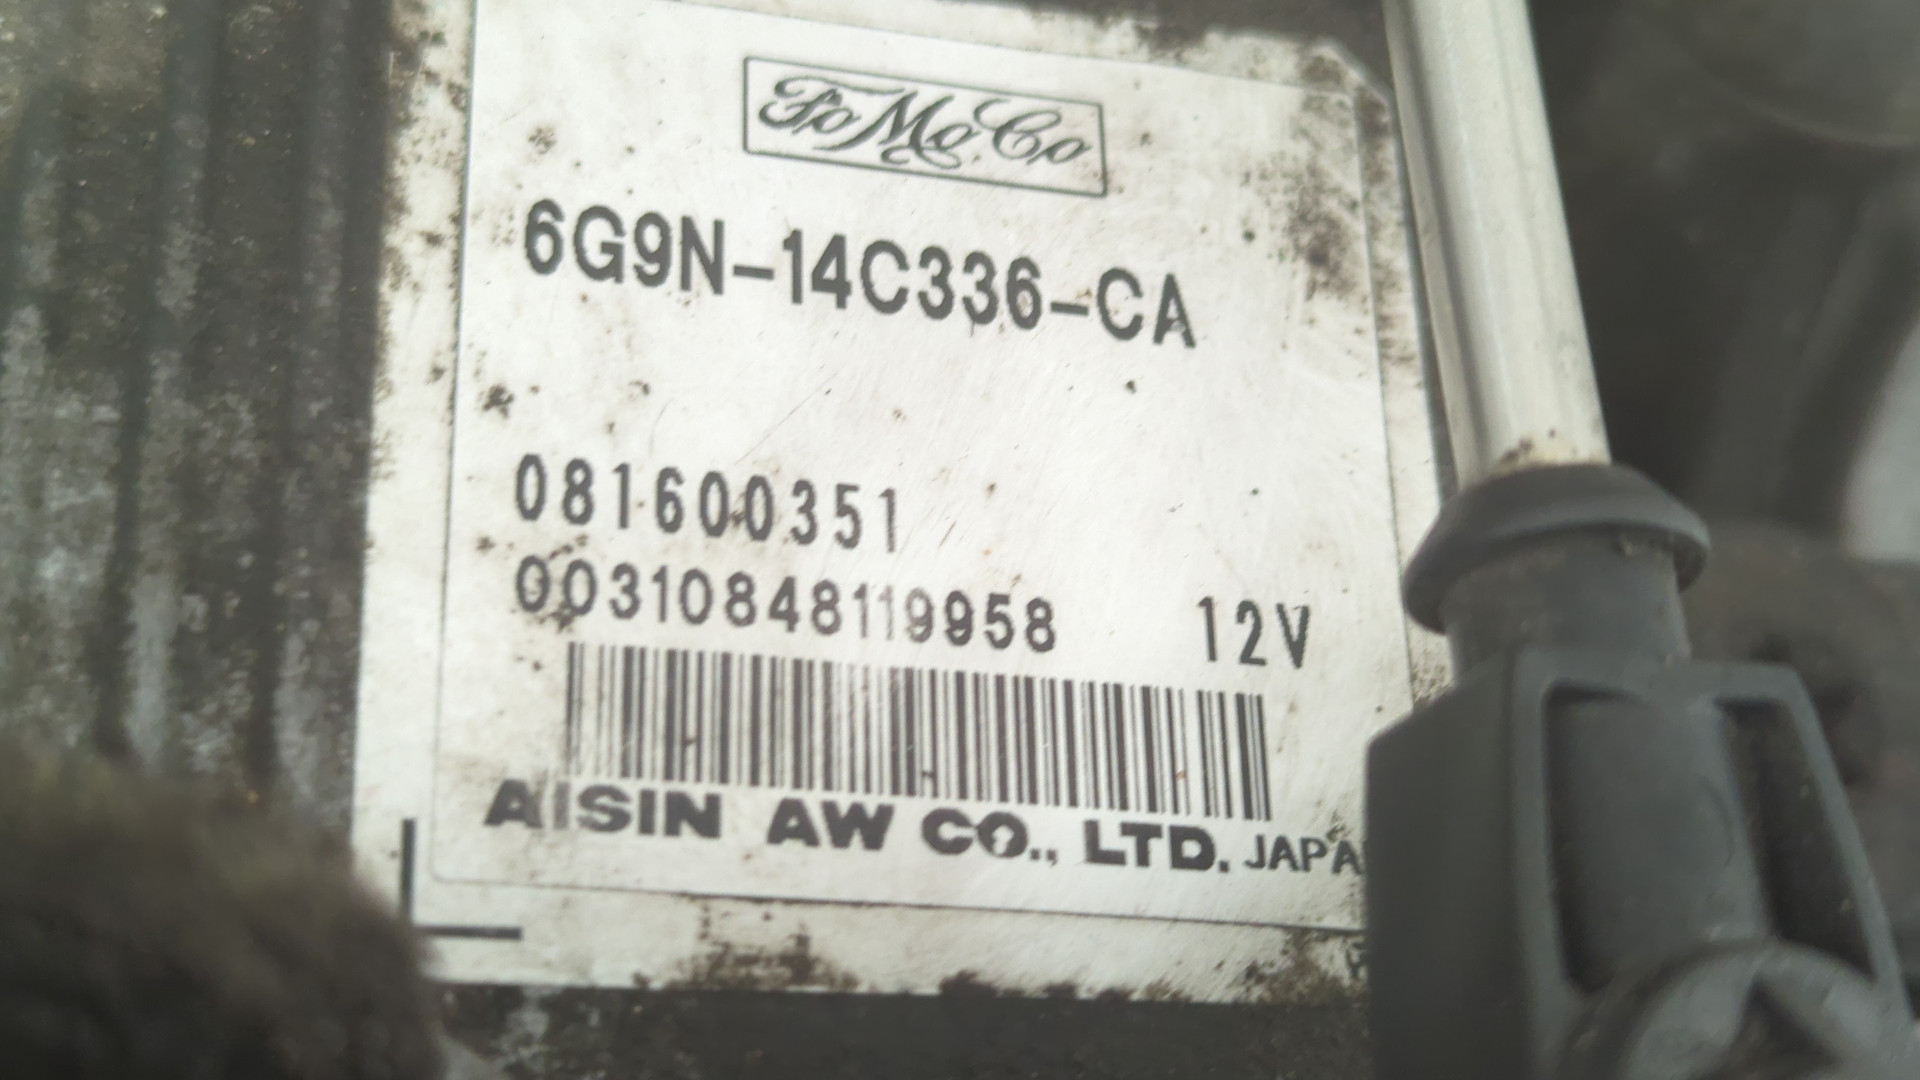 FoMoCo
6G9N-14C336-CA
081600351
00310848119958 12V
AISIN AW CO., LTD. JAPA